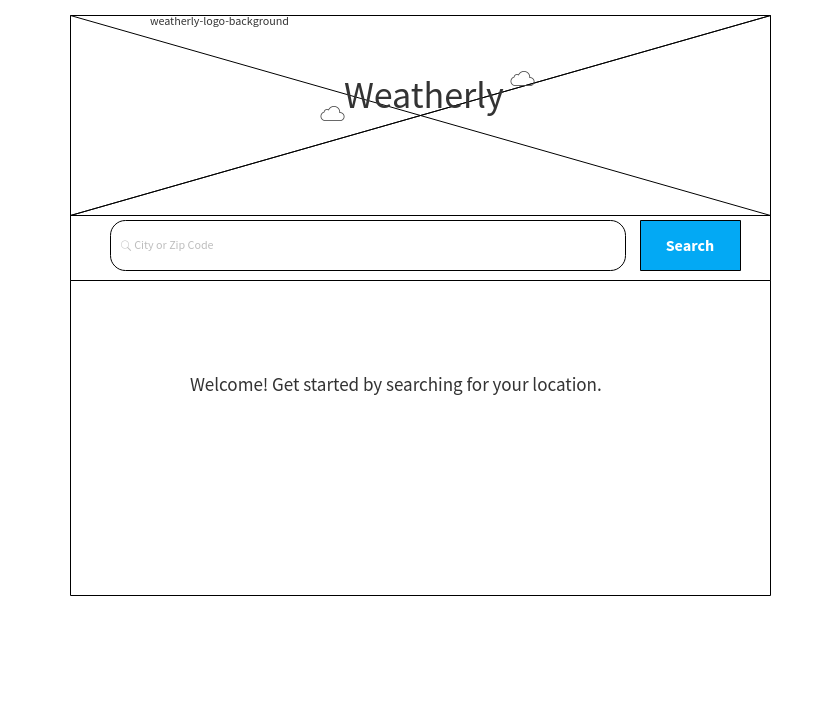 weatherly-logo-background
Weatherly
City or Zip Code
Search
Welcome! Get started by searching for your location.